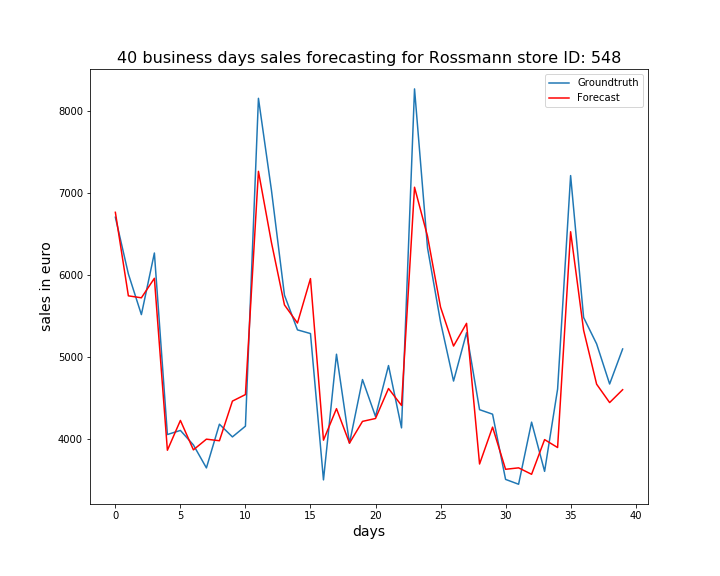 40 business days sales forecasting for Rossmann store ID: 548
Groundtruth
Forecast
8000
7000
6000
5000
4000
sales in euro
0 5 10 15 20 25 30 35 40
days